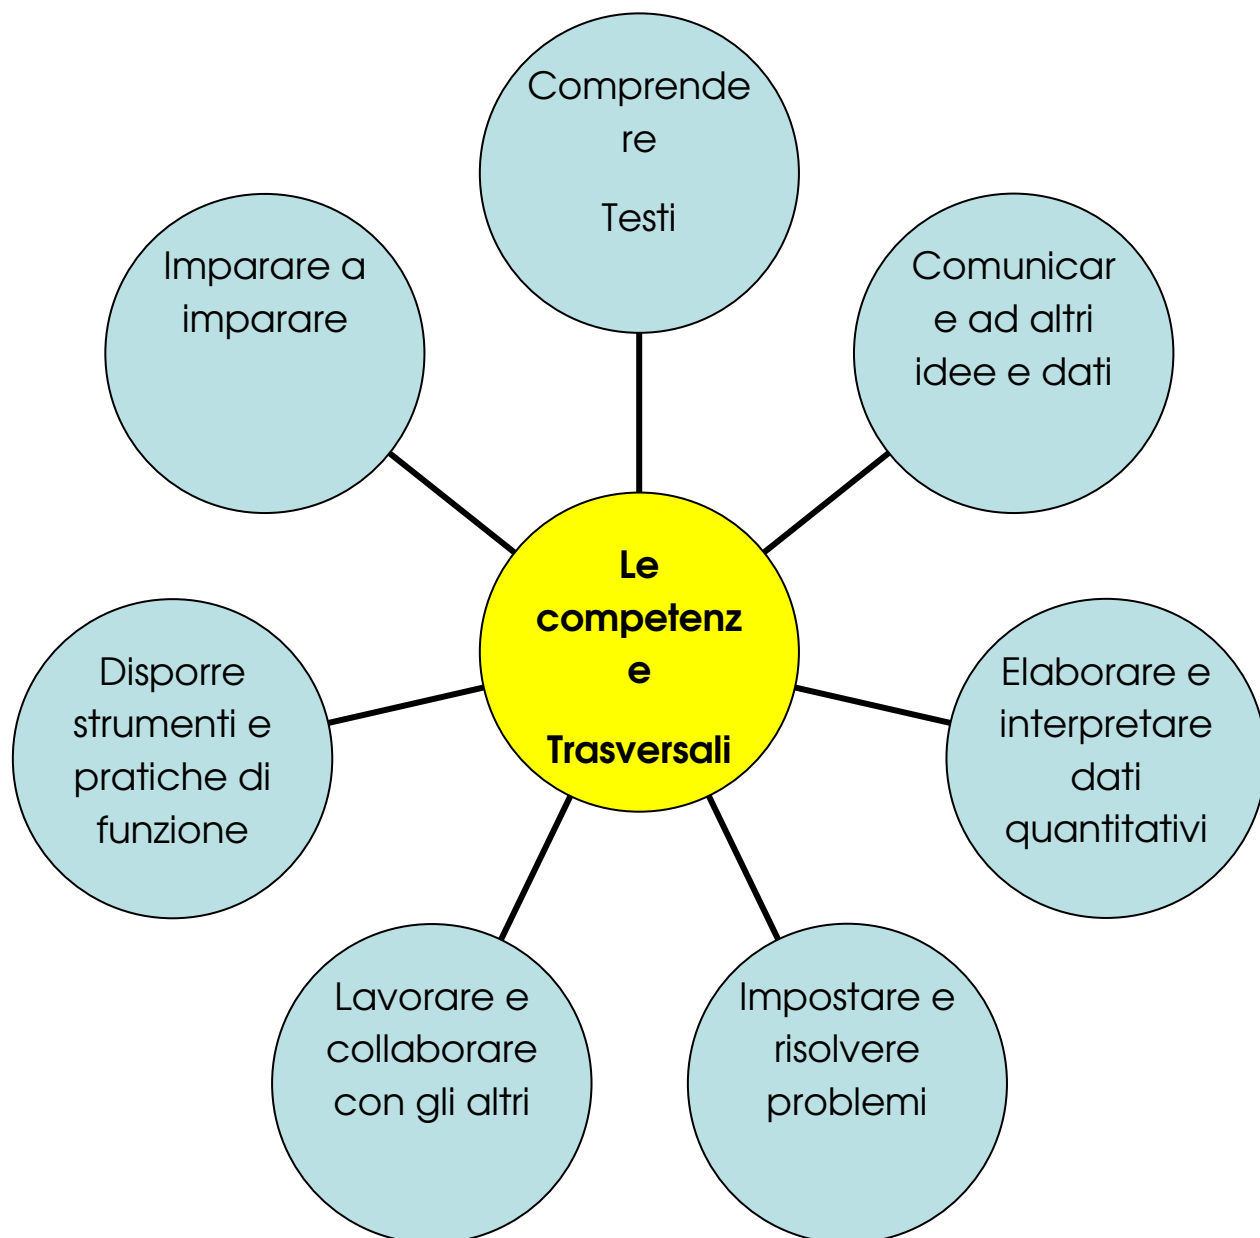 Comprende
re
Testi
Comunicar
e ad altri
idee e dati
Elaborare e
interpretare
dati
quantitativi
Impostare e
risolvere
problemi
Lavorare e
collaborare
con gli altri
Disporre
strumenti e
pratiche di
funzione
Imparare a
imparare
Le
competenz
e
Trasversali